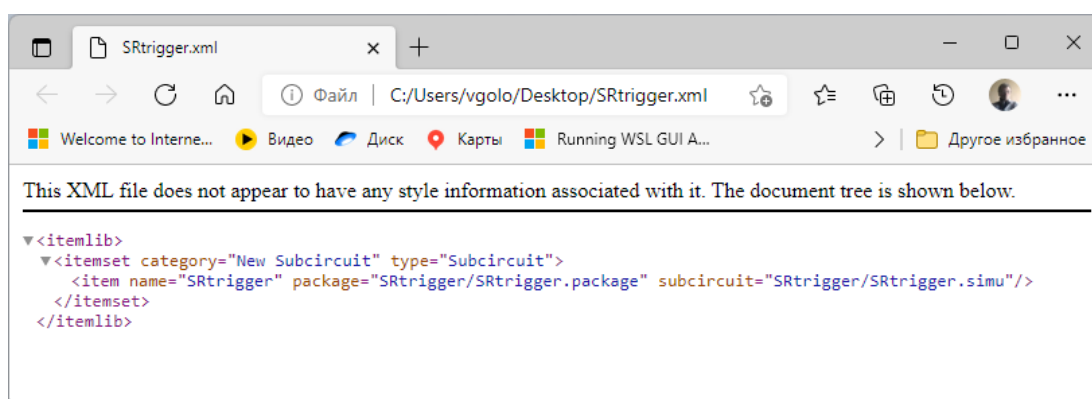 SRtrigger.xml
Файл C:/Users/vgolo/Desktop/SRtrigger.xml
Welcome to Interne... Видео Диск Карты Running WSL GUI A... Другое избранное
This XML file does not appear to have any style information associated with it. The document tree is shown below.
▼<itemlib>
▼<itemset category="New Subcircuit" type="Subcircuit">
<item name="SRtrigger" package="SRtrigger/SRtrigger.package" subcircuit="SRtrigger/SRtrigger.simu"/>
</itemset>
</itemlib>